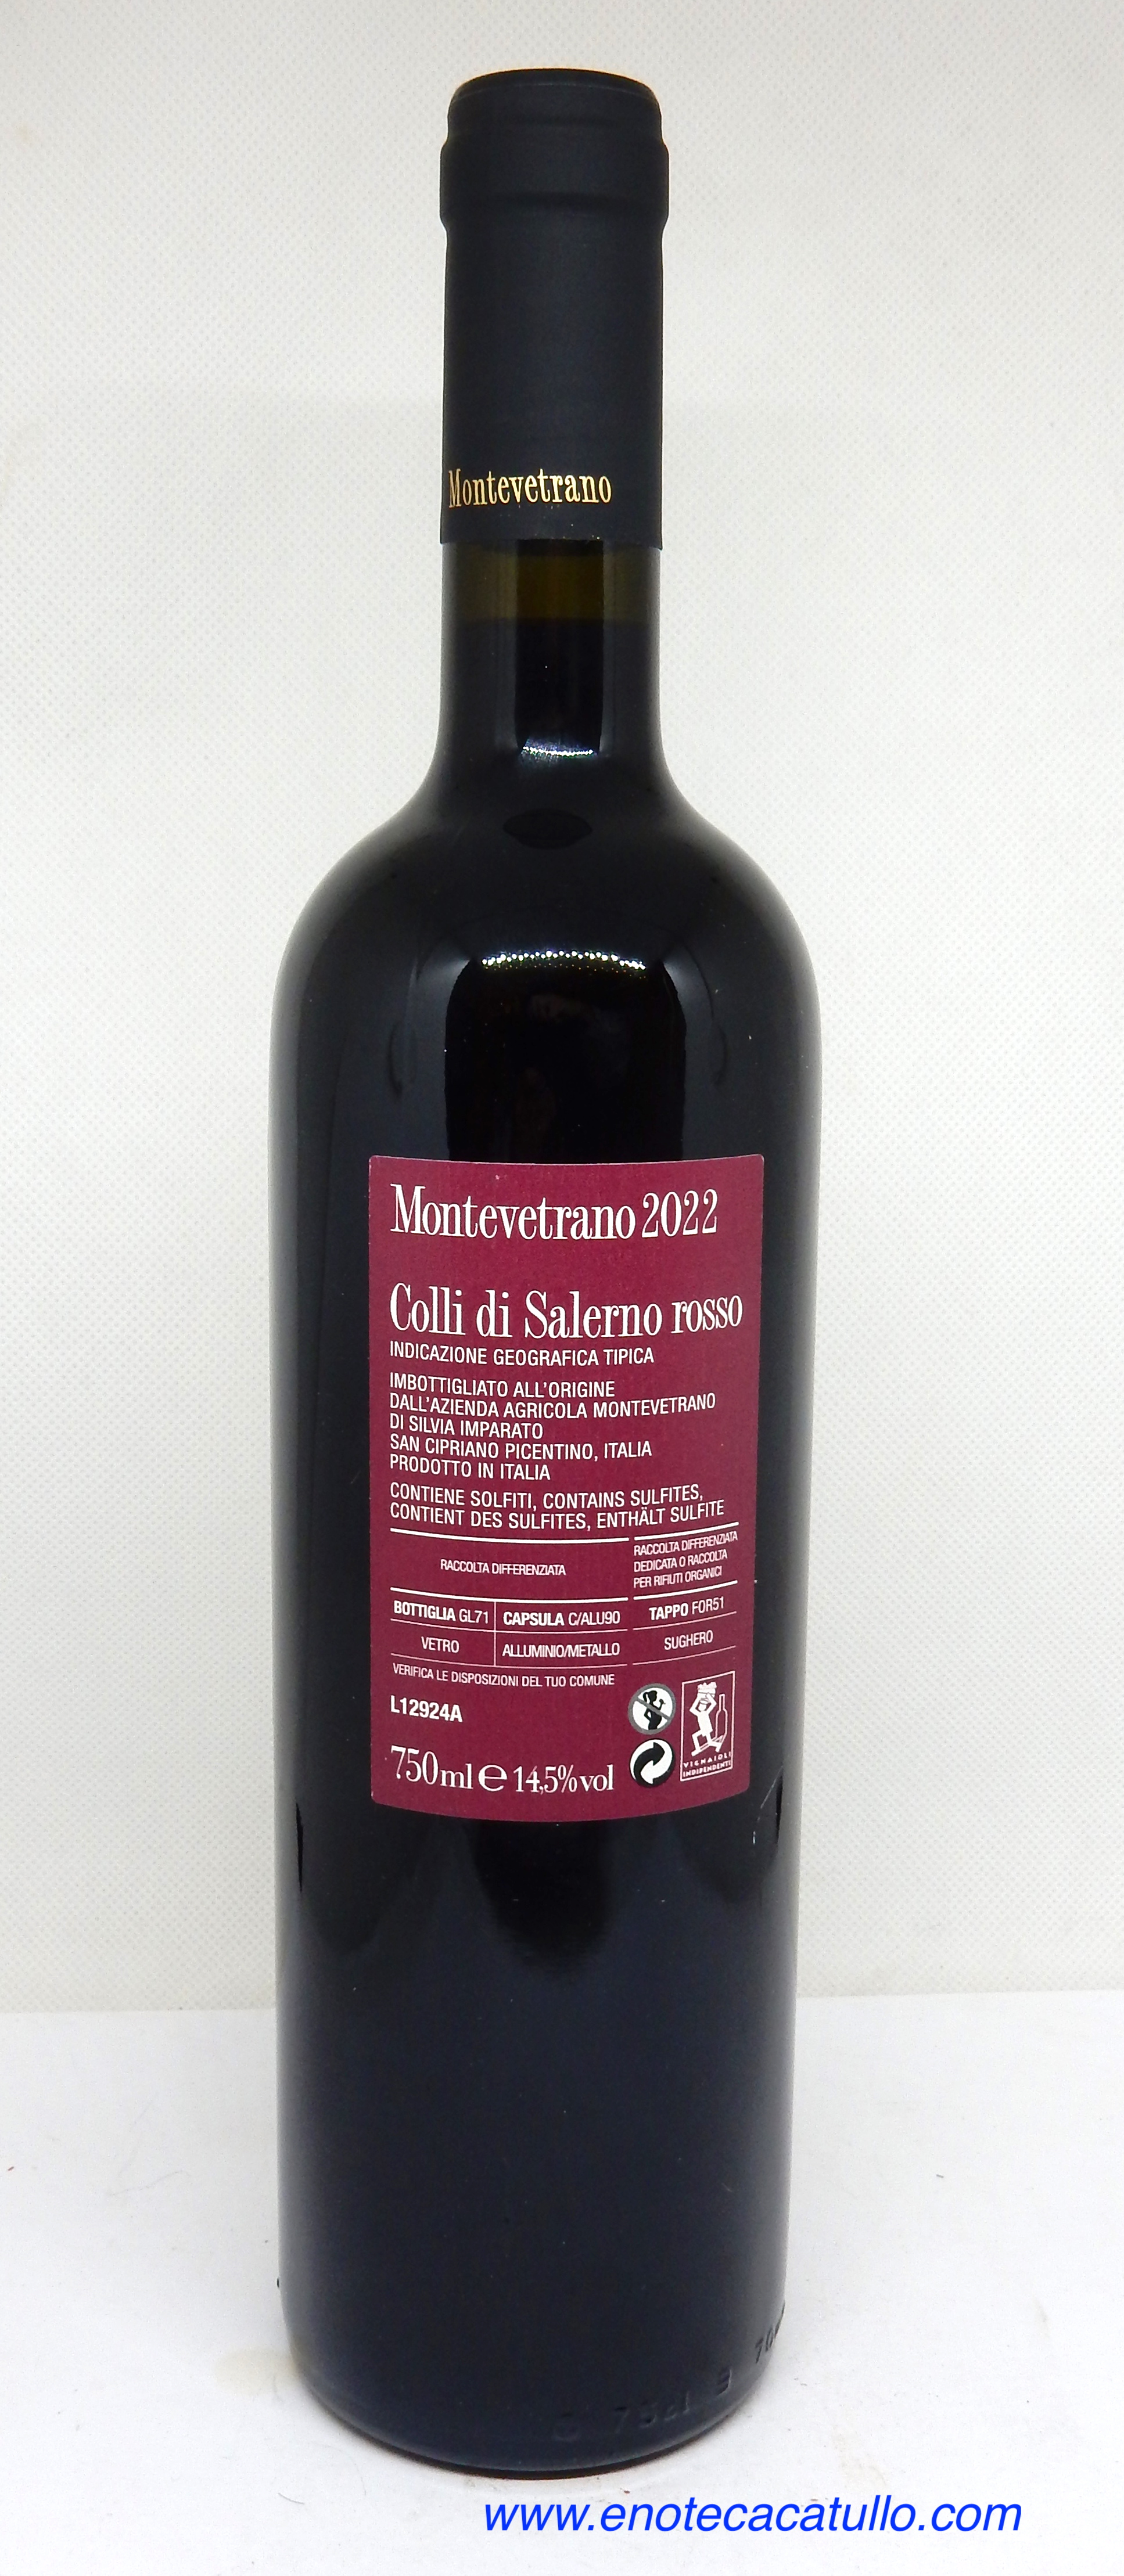 Montevetrano
Montevetrano 2022
Colli di Salerno rosso
INDICAZIONE GEOGRAFICA TIPICA
IMBOTTIGLIATO ALL'ORIGINE
DALL'AZIENDA AGRICOLA MONTEVETRANO
DI SILVIA IMPARATO
SAN CIPRIANO PICENTINO, ITALIA
PRODOTTO IN ITALIA
CONTIENE SOLFITI, CONTAINS SULFITES,
CONTIENT DES SULFITES, ENTHÄLT SULFITE
RACCOLTA DIFFERENZIATA
RACCOLTA DIFFERENZIATA
DEDICATA O RACCOLTA
PER RIFIUTI ORGANICI
BOTTIGLIA GL71 CAPSULA C/ALU90 TAPPO FOR51
VETRO ALLUMINIO/METALLO SUGHERO
VERIFICA LE DISPOSIZIONI DEL TUO COMUNE
L12924A
VIGNAIOLI
INDIPENDENTI
750ml e 14,5%vol
75cl
www.enotecacatullo.com